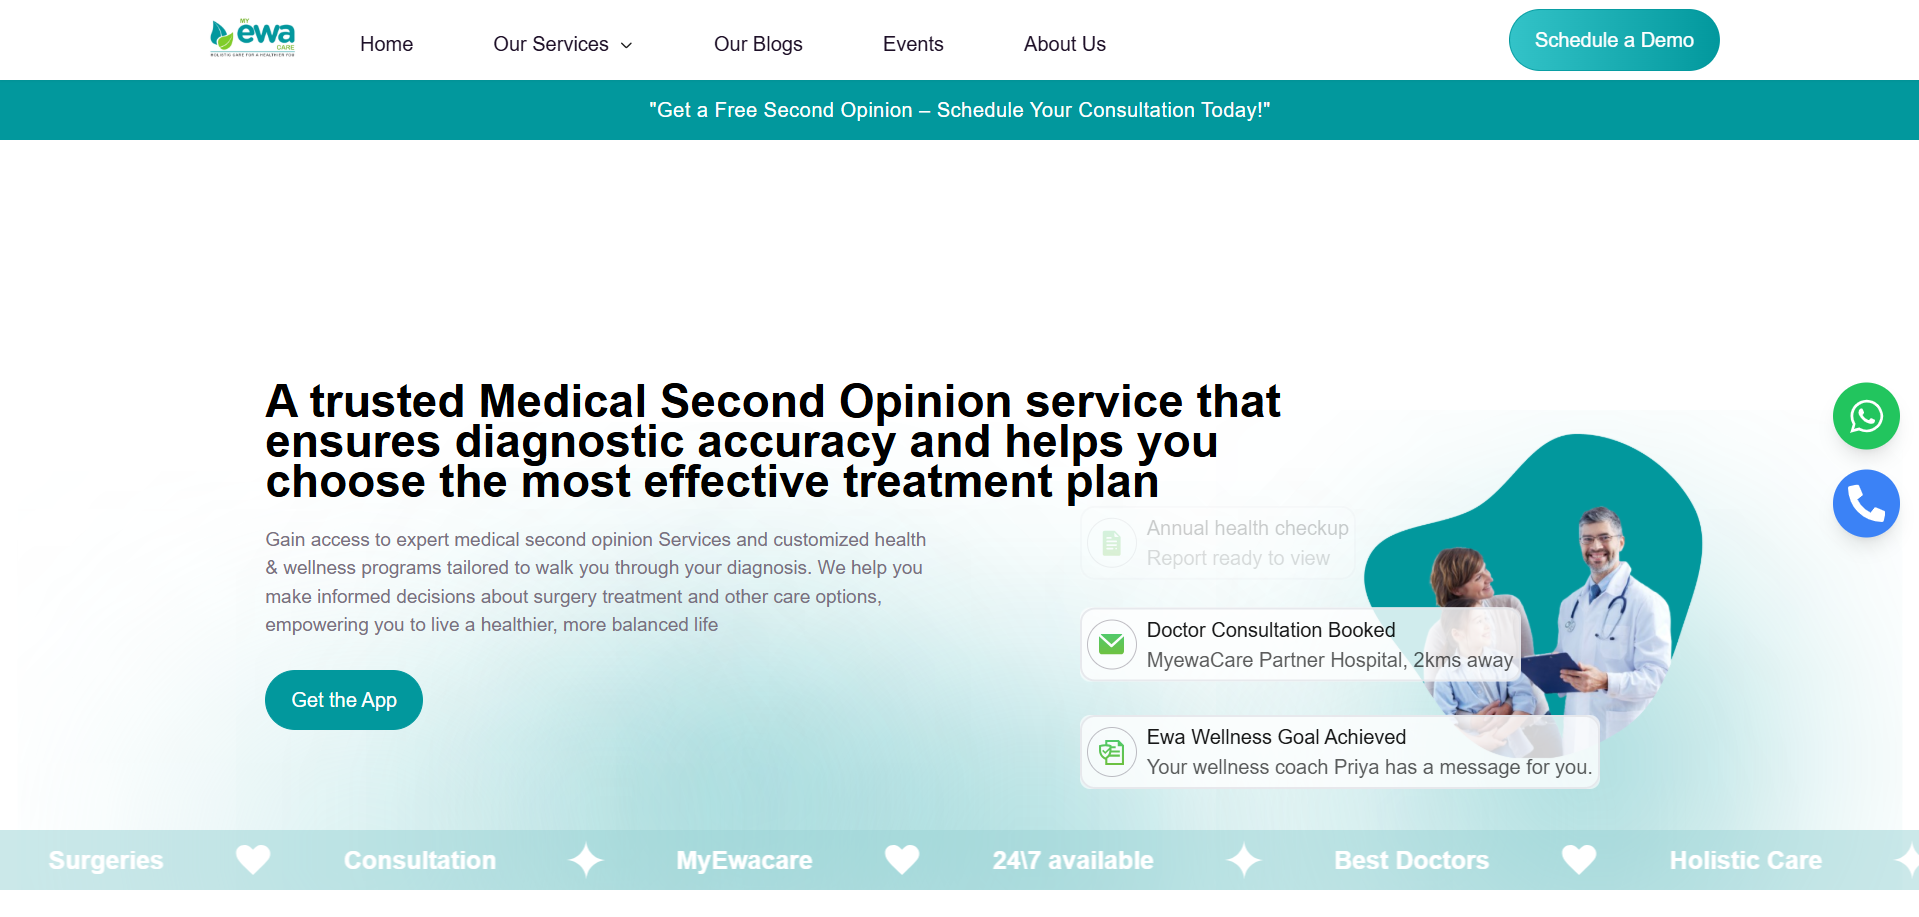 MY
ewa
CARE
HOLISTIC CARE FOR A HEALTHIER YOU
Home
Our Services
Our Blogs
Events
About Us
Schedule a Demo
"Get a Free Second Opinion – Schedule Your Consultation Today!"
A trusted Medical Second Opinion service that
ensures diagnostic accuracy and helps you
choose the most effective treatment plan
Gain access to expert medical second opinion Services and customized health
& wellness programs tailored to walk you through your diagnosis. We help you
make informed decisions about surgery treatment and other care options,
empowering you to live a healthier, more balanced life
Get the App
Annual health checkup
Report ready to view
Doctor Consultation Booked
MyewaCare Partner Hospital, 2kms away
Ewa Wellness Goal Achieved
Your wellness coach Priya has a message for you.
Surgeries
Consultation
MyEwacare
24\7 available
Best Doctors
Holistic Care